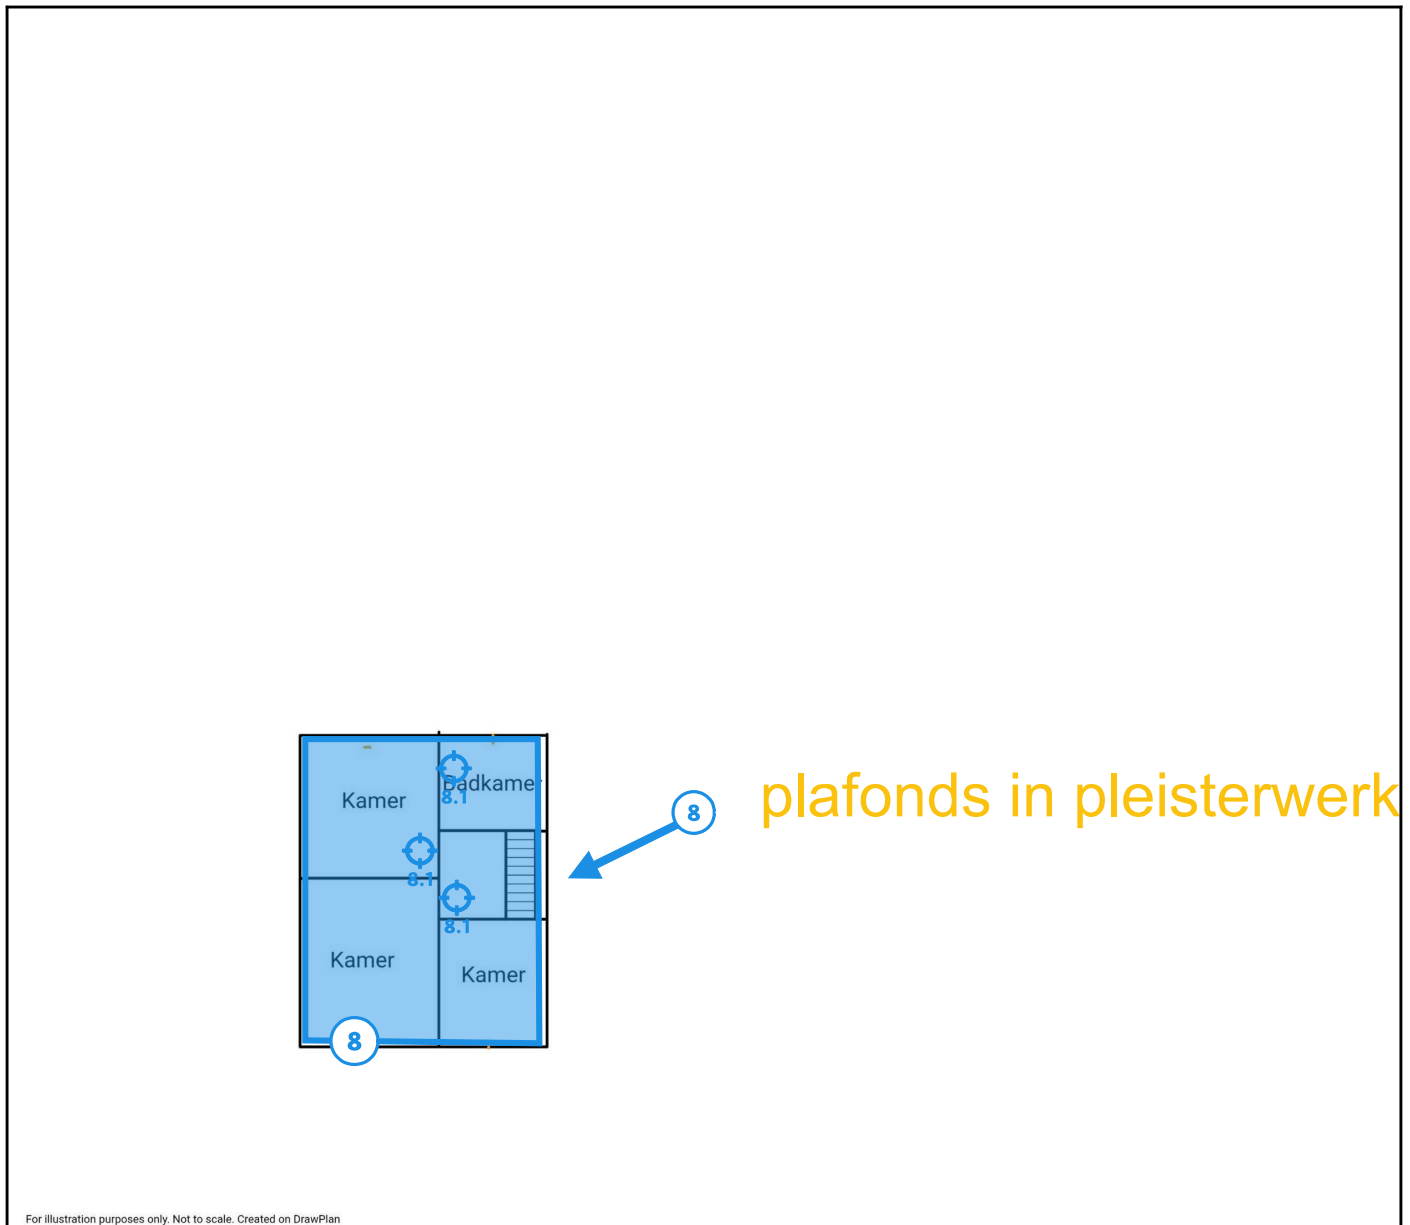 Kamer
Badkamer
8.1
8
plafonds in pleisterwerk
8.1
8.1
Kamer
Kamer
8
For illustration purposes only. Not to scale. Created on DrawPlan